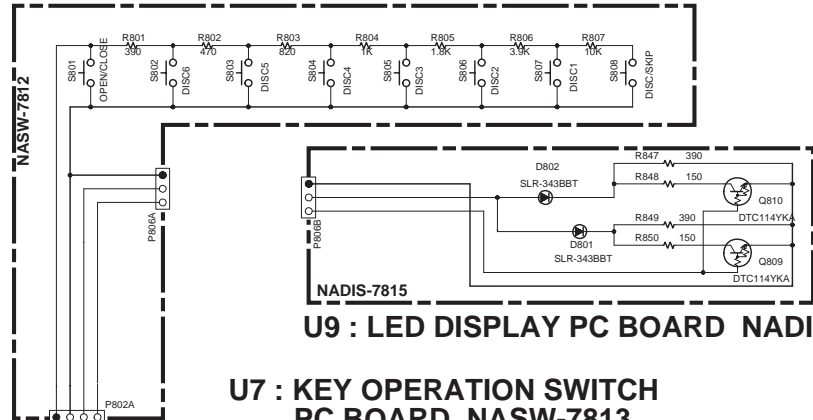 R801 R802 R803 R804 R805 R806 R807
390 470 820 1K 1.8K 3.9K 10K
S801 OPEN/CLOSE
S802 DISC6
S803 DISC5
S804 DISC4
S805 DISC3
S806 DISC2
S807 DISC1
S808 DISC/SKIP
NASW-7812
P806A
P802A
P806B
D802
SLR-343BBT
D801
SLR-343BBT
R847 390
R848 150
Q810
DTC114YKA
R849 390
R850 150
Q809
DTC114YKA
NADIS-7815
U9 : LED DISPLAY PC BOARD NADI
U7 : KEY OPERATION SWITCH
PC BOARD NASW-7813